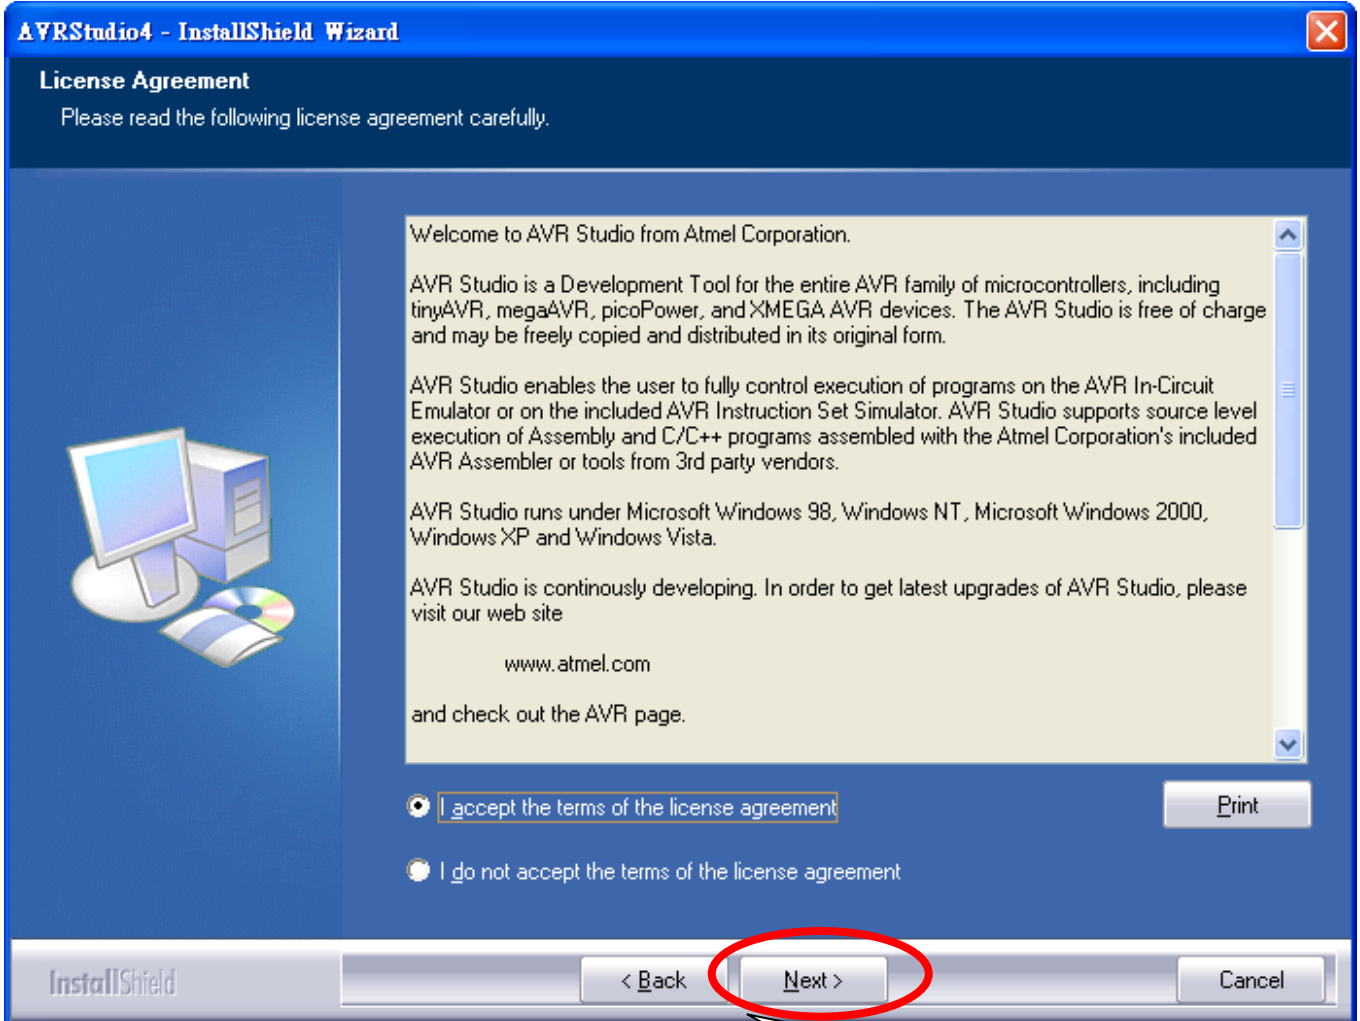 AVRStudio4 - InstallShield Wizard
License Agreement
Please read the following license agreement carefully.
Welcome to AVR Studio from Atmel Corporation.
AVR Studio is a Development Tool for the entire AVR family of microcontrollers, including
tinyAVR, megaAVR, picoPower, and XMEGA AVR devices. The AVR Studio is free of charge
and may be freely copied and distributed in its original form.
AVR Studio enables the user to fully control execution of programs on the AVR In-Circuit
Emulator or on the included AVR Instruction Set Simulator. AVR Studio supports source level
execution of Assembly and C/C++ programs assembled with the Atmel Corporation's included
AVR Assembler or tools from 3rd party vendors.
AVR Studio runs under Microsoft Windows 98, Windows NT, Microsoft Windows 2000,
Windows XP and Windows Vista.
AVR Studio is continously developing. In order to get latest upgrades of AVR Studio, please
visit our web site
www.atmel.com
and check out the AVR page.
I accept the terms of the license agreement
Print
I do not accept the terms of the license agreement
InstallShield
< Back
Next >
Cancel